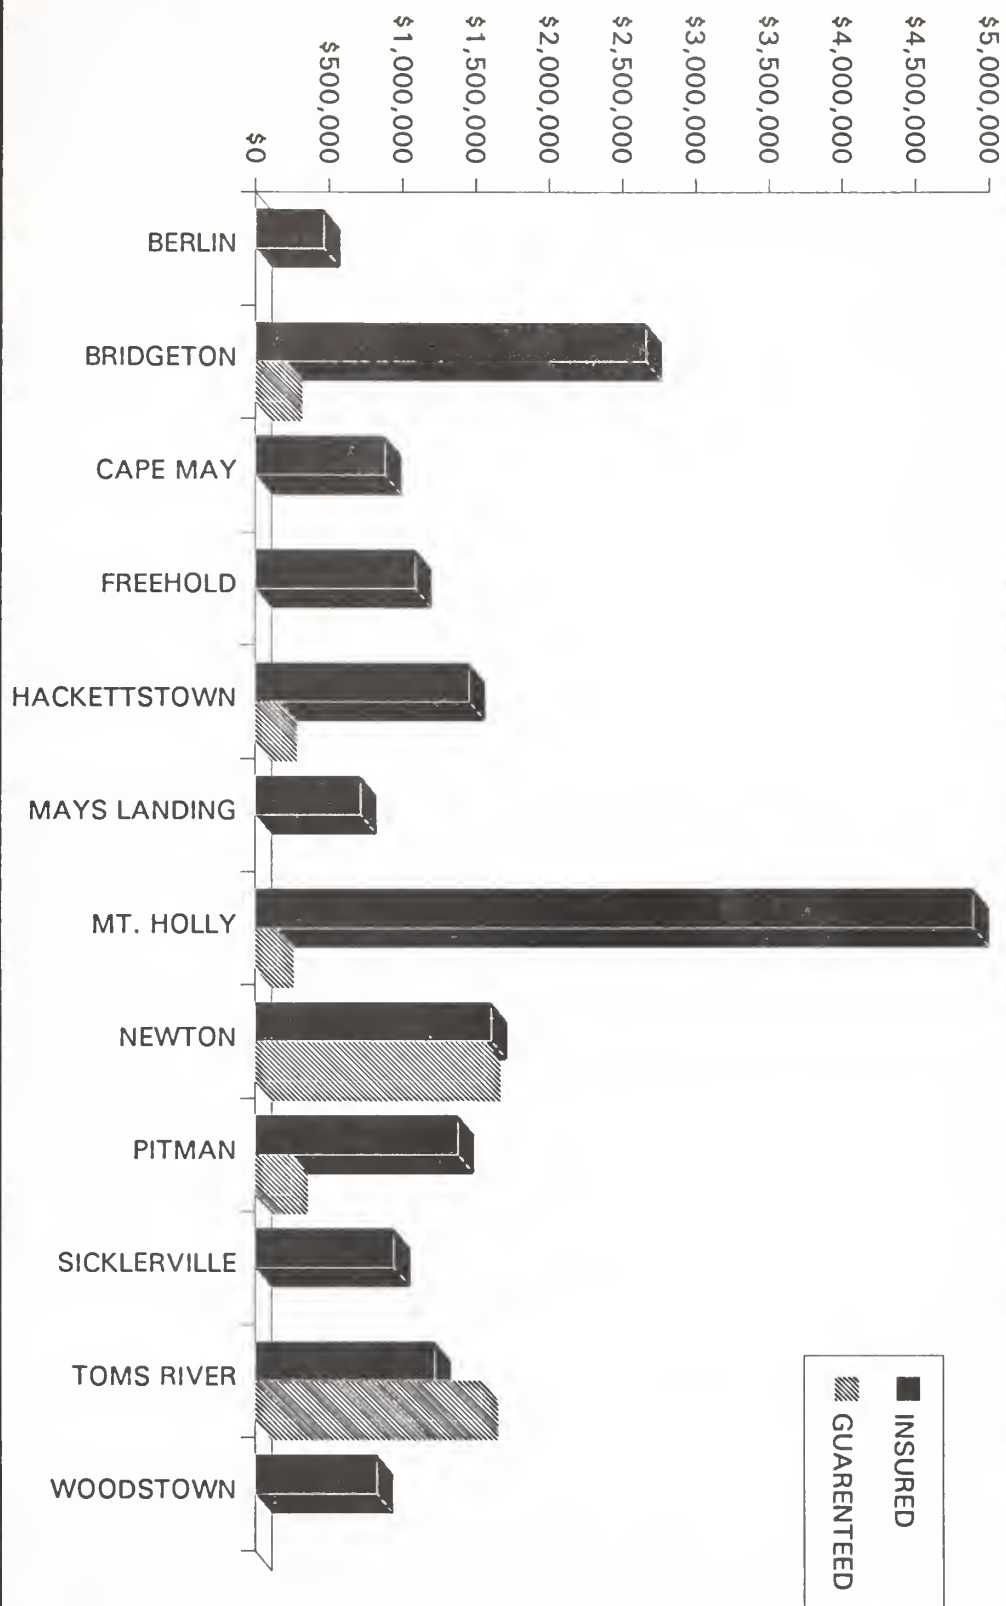 $5,000,000
$4,500,000
$4,000,000
$3,500,000
$3,000,000
$2,500,000
$2,000,000
$1,500,000
$1,000,000
$500,000
$0
BERLIN
BRIDGETON
CAPE MAY
FREEHOLD
HACKETTSTOWN
MAYS LANDING
MT. HOLLY
NEWTON
PITMAN
SICKLERVILLE
TOMS RIVER
WOODSTOWN
INSURED
GUARENTEED